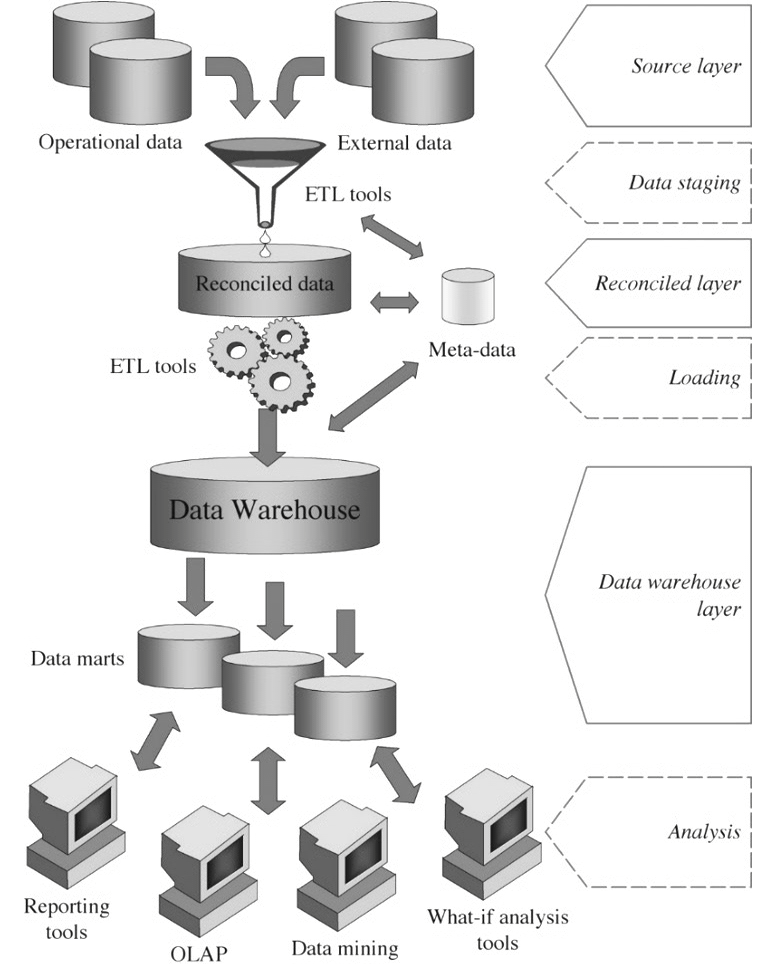 Source layer
Operational data
External data
Data staging
ETL tools
Reconciled data
Reconciled layer
Meta-data
ETL tools
Loading
Data Warehouse
Data warehouse
layer
Data marts
Analysis
Reporting
tools
OLAP
Data mining
What-if analysis
tools